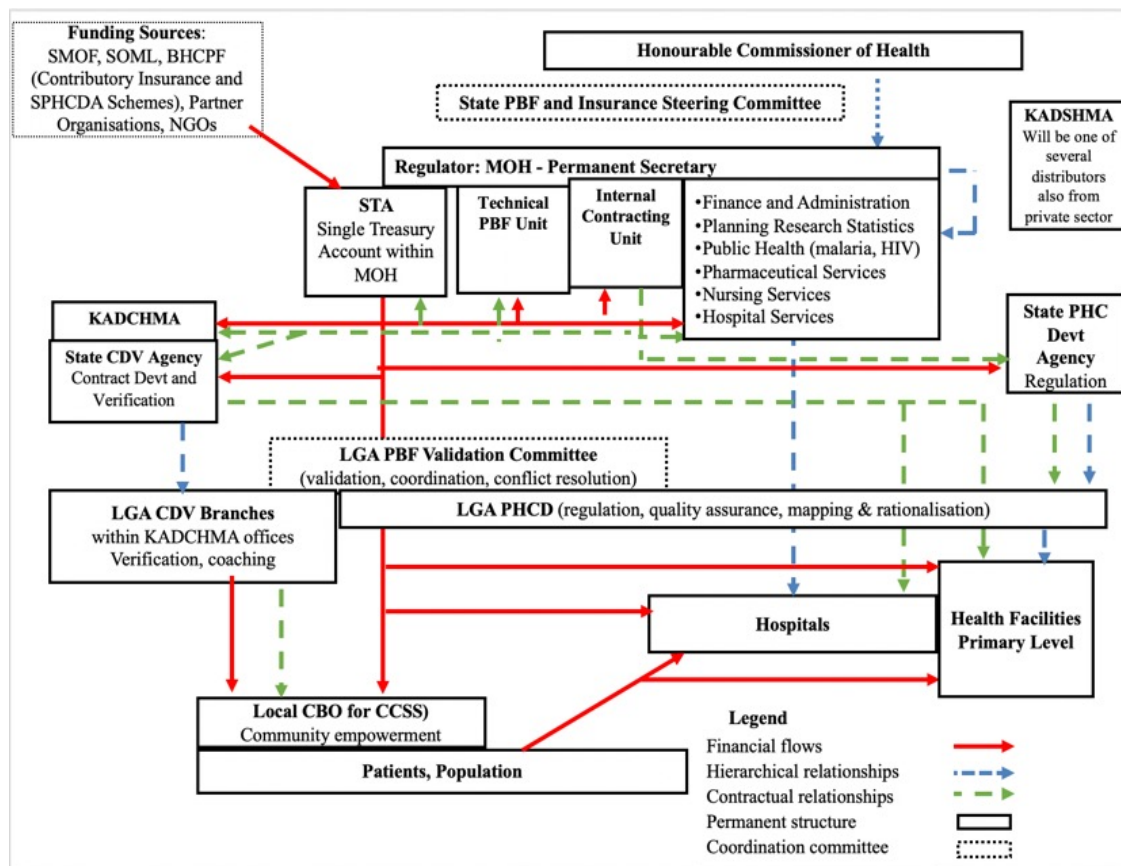 Funding Sources:
SMOF, SOML, BHCPF
(Contributory Insurance and
SPHCDA Schemes), Partner
Organisations, NGOs
Honourable Commissioner of Health
State PBF and Insurance Steering Committee
KADSHMA
Will be one of
several
distributors
also from
private sector
Regulator: MOH - Permanent Secretary
STA
Single Treasury
Account within
MOH
Technical
PBF Unit
Internal
Contracting
Unit
•Finance and Administration
•Planning Research Statistics
•Public Health (malaria, HIV)
•Pharmaceutical Services
•Nursing Services
•Hospital Services
KADCHMA
State CDV Agency
Contract Devt and
Verification
State PHC
Devt
Agency
Regulation
LGA PBF Validation Committee
(validation, coordination, conflict resolution)
LGA PHCD (regulation, quality assurance, mapping & rationalisation)
LGA CDV Branches
within KADCHMA offices
Verification, coaching
Hospitals
Health Facilities
Primary Level
Local CBO for CCSS)
Community empowerment
Patients, Population
Legend
Financial flows
Hierarchical relationships
Contractual relationships
Permanent structure
Coordination committee